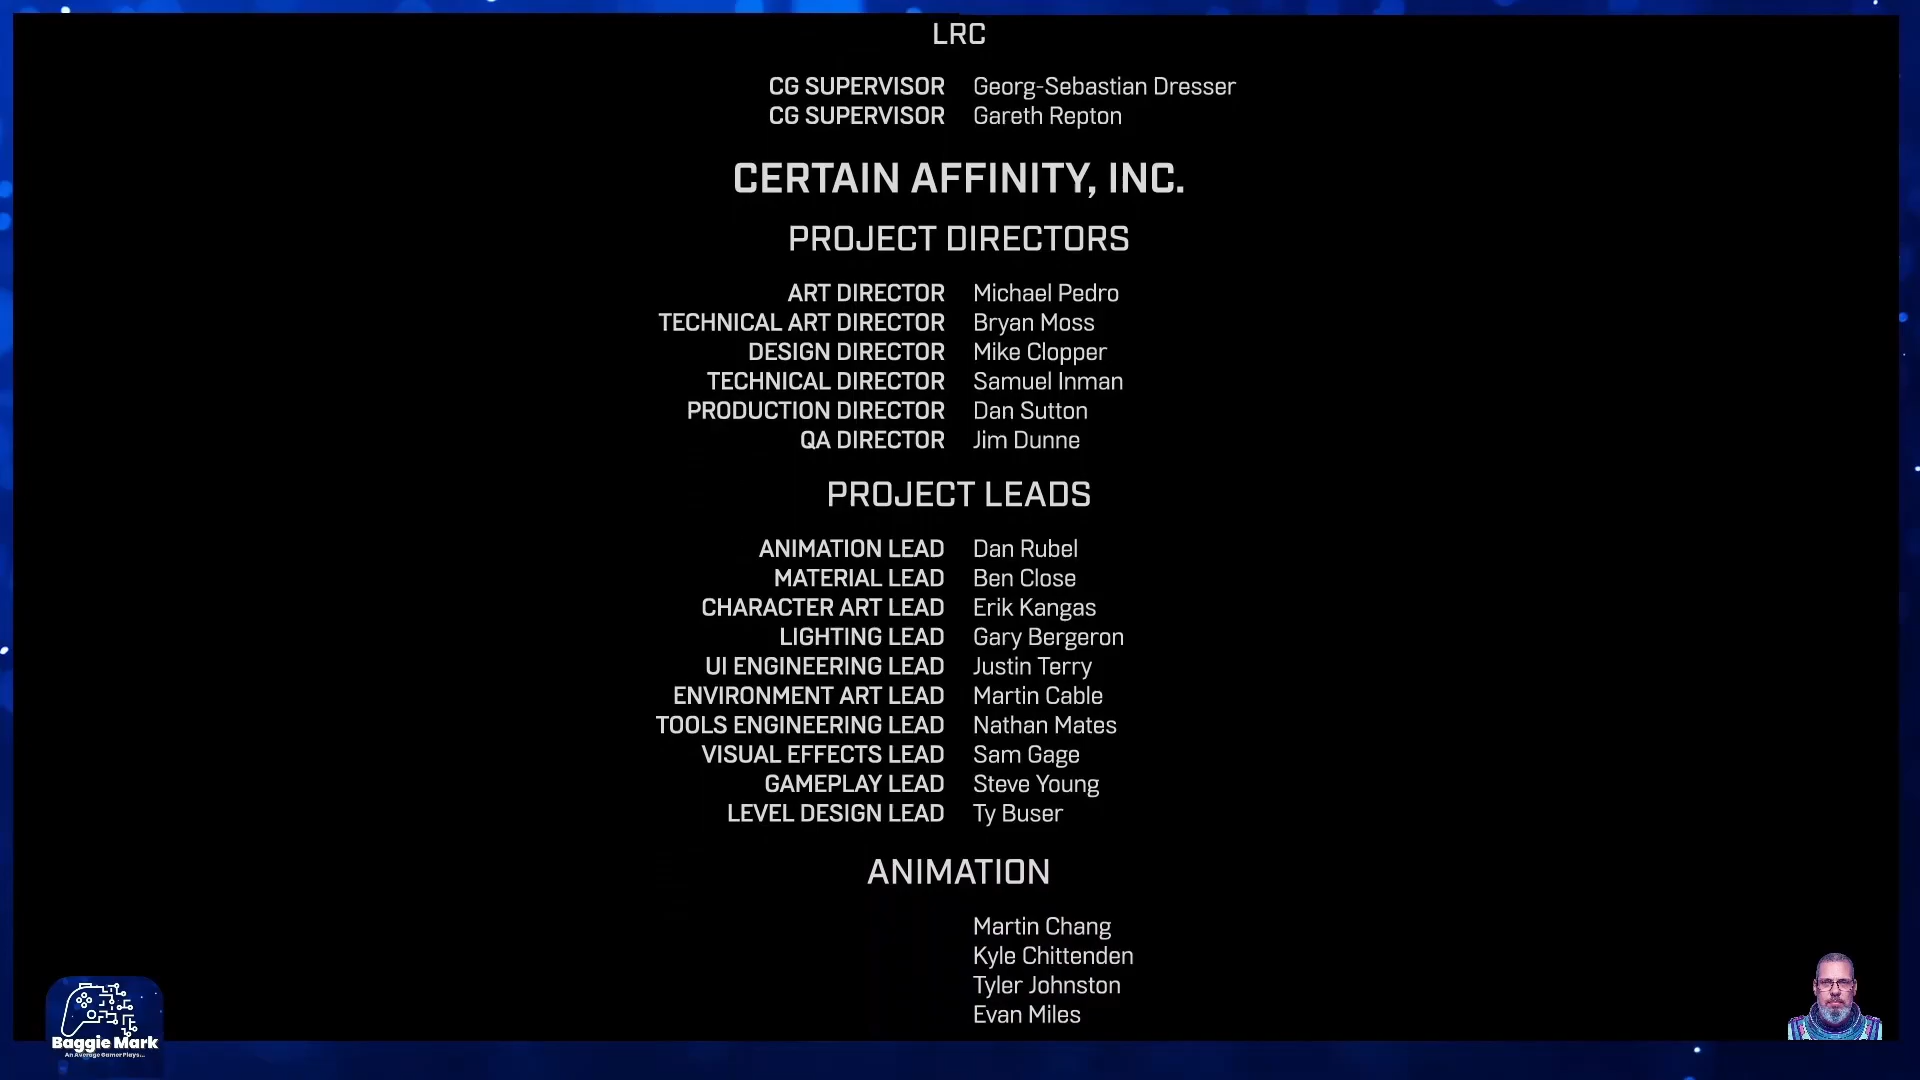 LRC
CG SUPERVISOR Georg-Sebastian Dresser
CG SUPERVISOR Gareth Repton
CERTAIN AFFINITY, INC.
PROJECT DIRECTORS
ART DIRECTOR Michael Pedro
TECHNICAL ART DIRECTOR Bryan Moss
DESIGN DIRECTOR Mike Clopper
TECHNICAL DIRECTOR Samuel Inman
PRODUCTION DIRECTOR Dan Sutton
QA DIRECTOR Jim Dunne
PROJECT LEADS
ANIMATION LEAD Dan Rubel
MATERIAL LEAD Ben Close
CHARACTER ART LEAD Erik Kangas
LIGHTING LEAD Gary Bergeron
UI ENGINEERING LEAD Justin Terry
ENVIRONMENT ART LEAD Martin Cable
TOOLS ENGINEERING LEAD Nathan Mates
VISUAL EFFECTS LEAD Sam Gage
GAMEPLAY LEAD Steve Young
LEVEL DESIGN LEAD Ty Buser
ANIMATION
Martin Chang
Kyle Chittenden
Tyler Johnston
Evan Miles
Baggie Mark
An Average Gamer Plays...